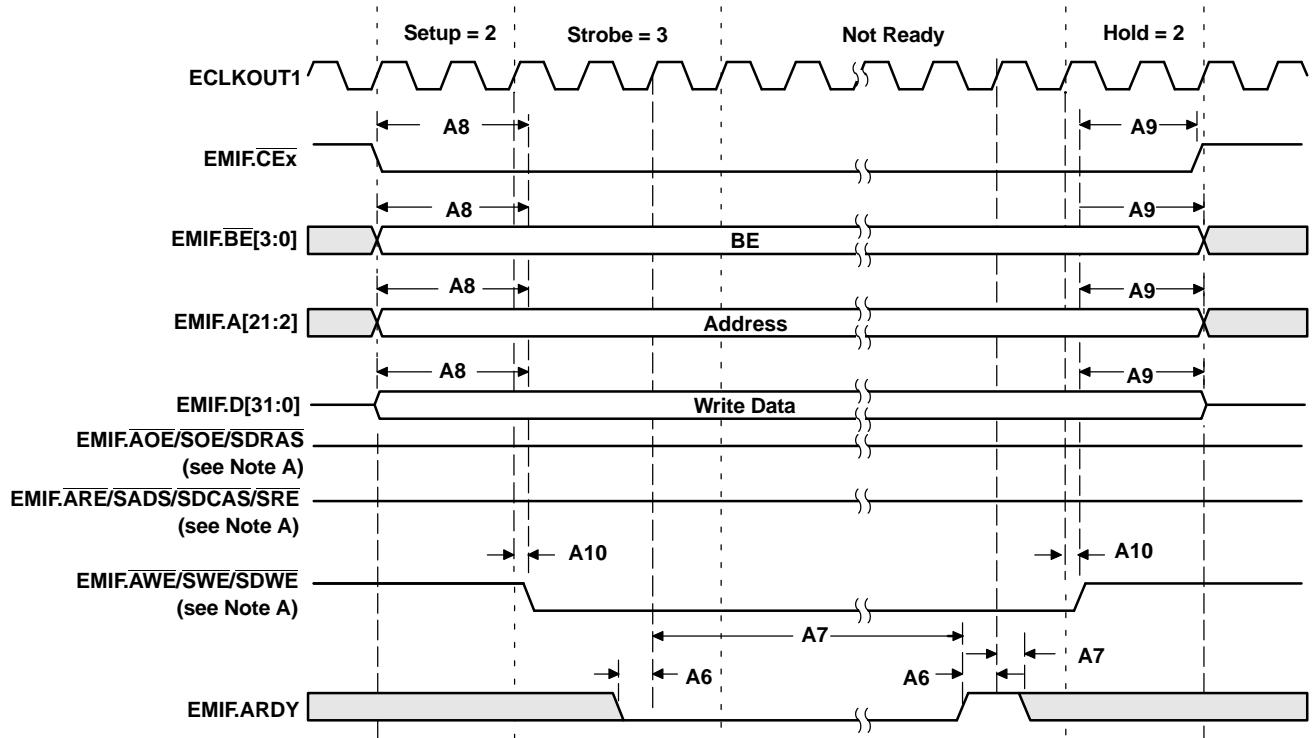 Setup = 2 Strobe = 3 Not Ready Hold = 2
ECLKOUT1
A8 A9
EMIF.CEx
A8 A9
EMIF.BE[3:0] BE
A8 A9
EMIF.A[21:2] Address
A8 A9
EMIF.D[31:0] Write Data
EMIF.AOE/SOE/SDRAS
(see Note A)
EMIF.ARE/SADS/SDCAS/SRE
(see Note A)
A10 A10
EMIF.AWE/SWE/SDWE
(see Note A)
A7 A7
A6 A6
EMIF.ARDY